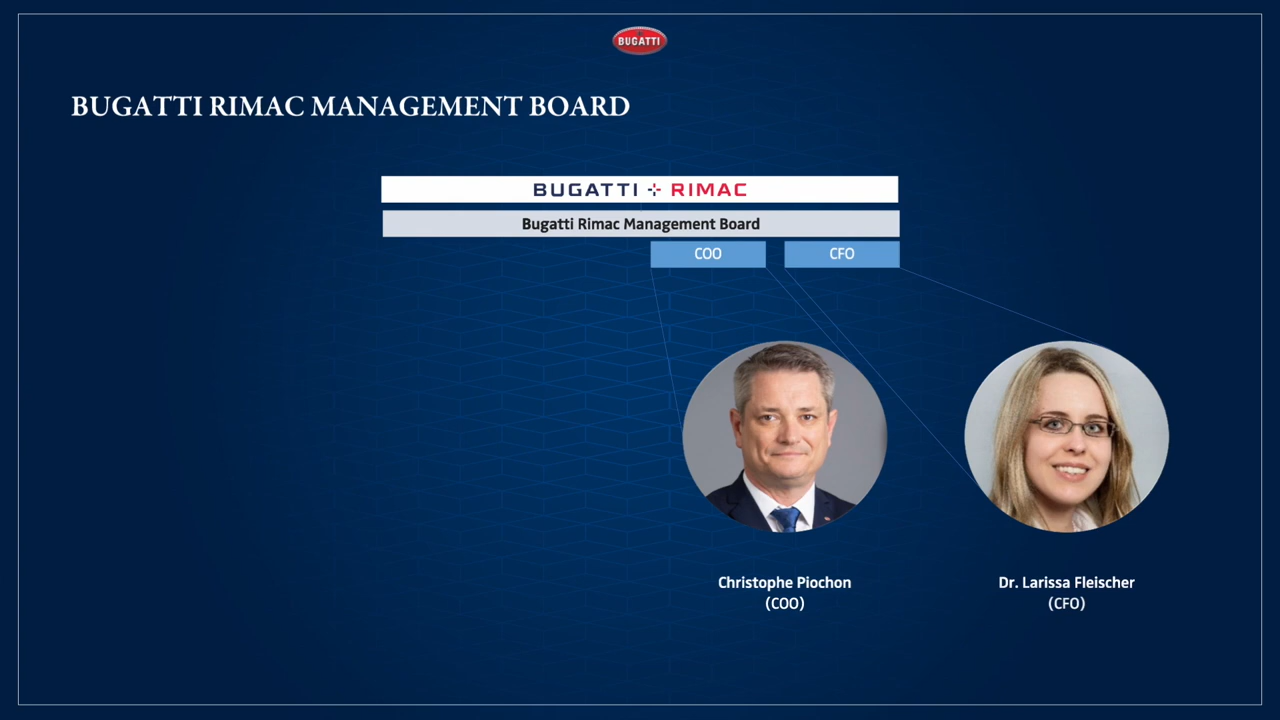 BUGATTI
BUGATTI RIMAC MANAGEMENT BOARD
BUGATTI RIMAC
Bugatti Rimac Management Board
COO CFO
Christophe Piochon
(COO)
Dr. Larissa Fleischer
(CFO)